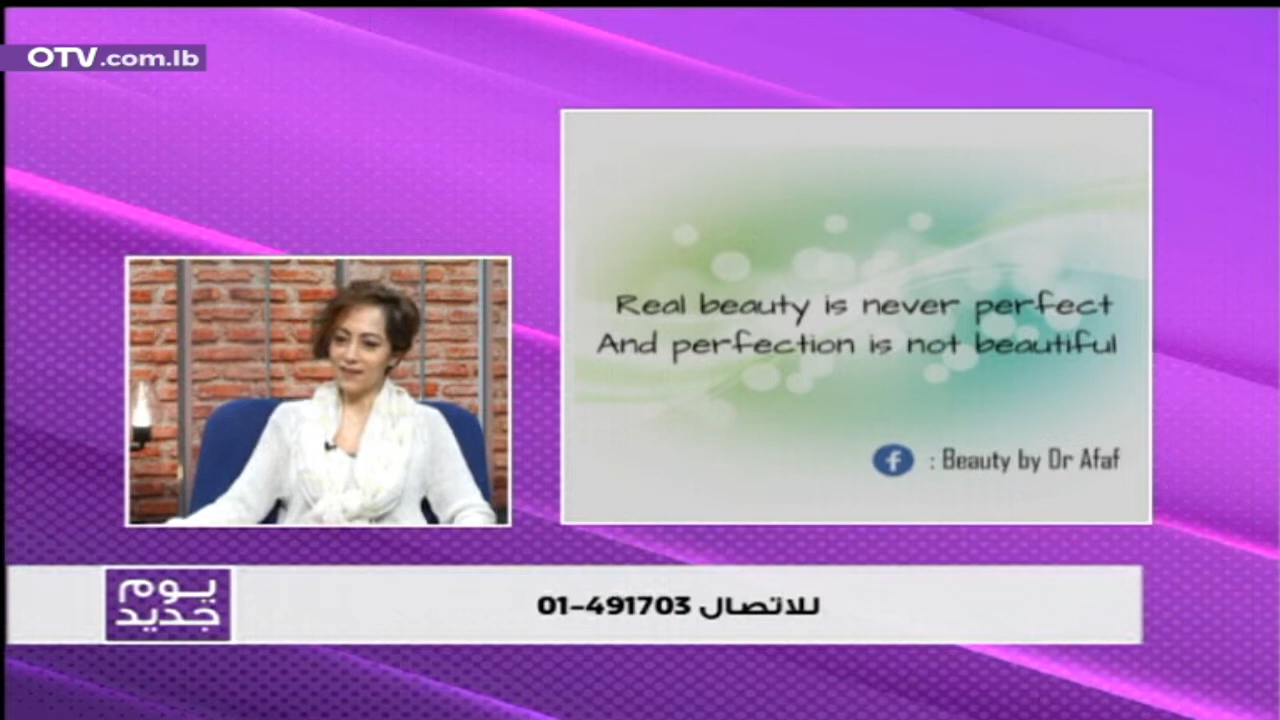 OTV.com.lb
Real beauty is never perfect
And perfection is not beautiful
f : Beauty by Dr Afaf
يوم
جديد
للاتصال 01-491703